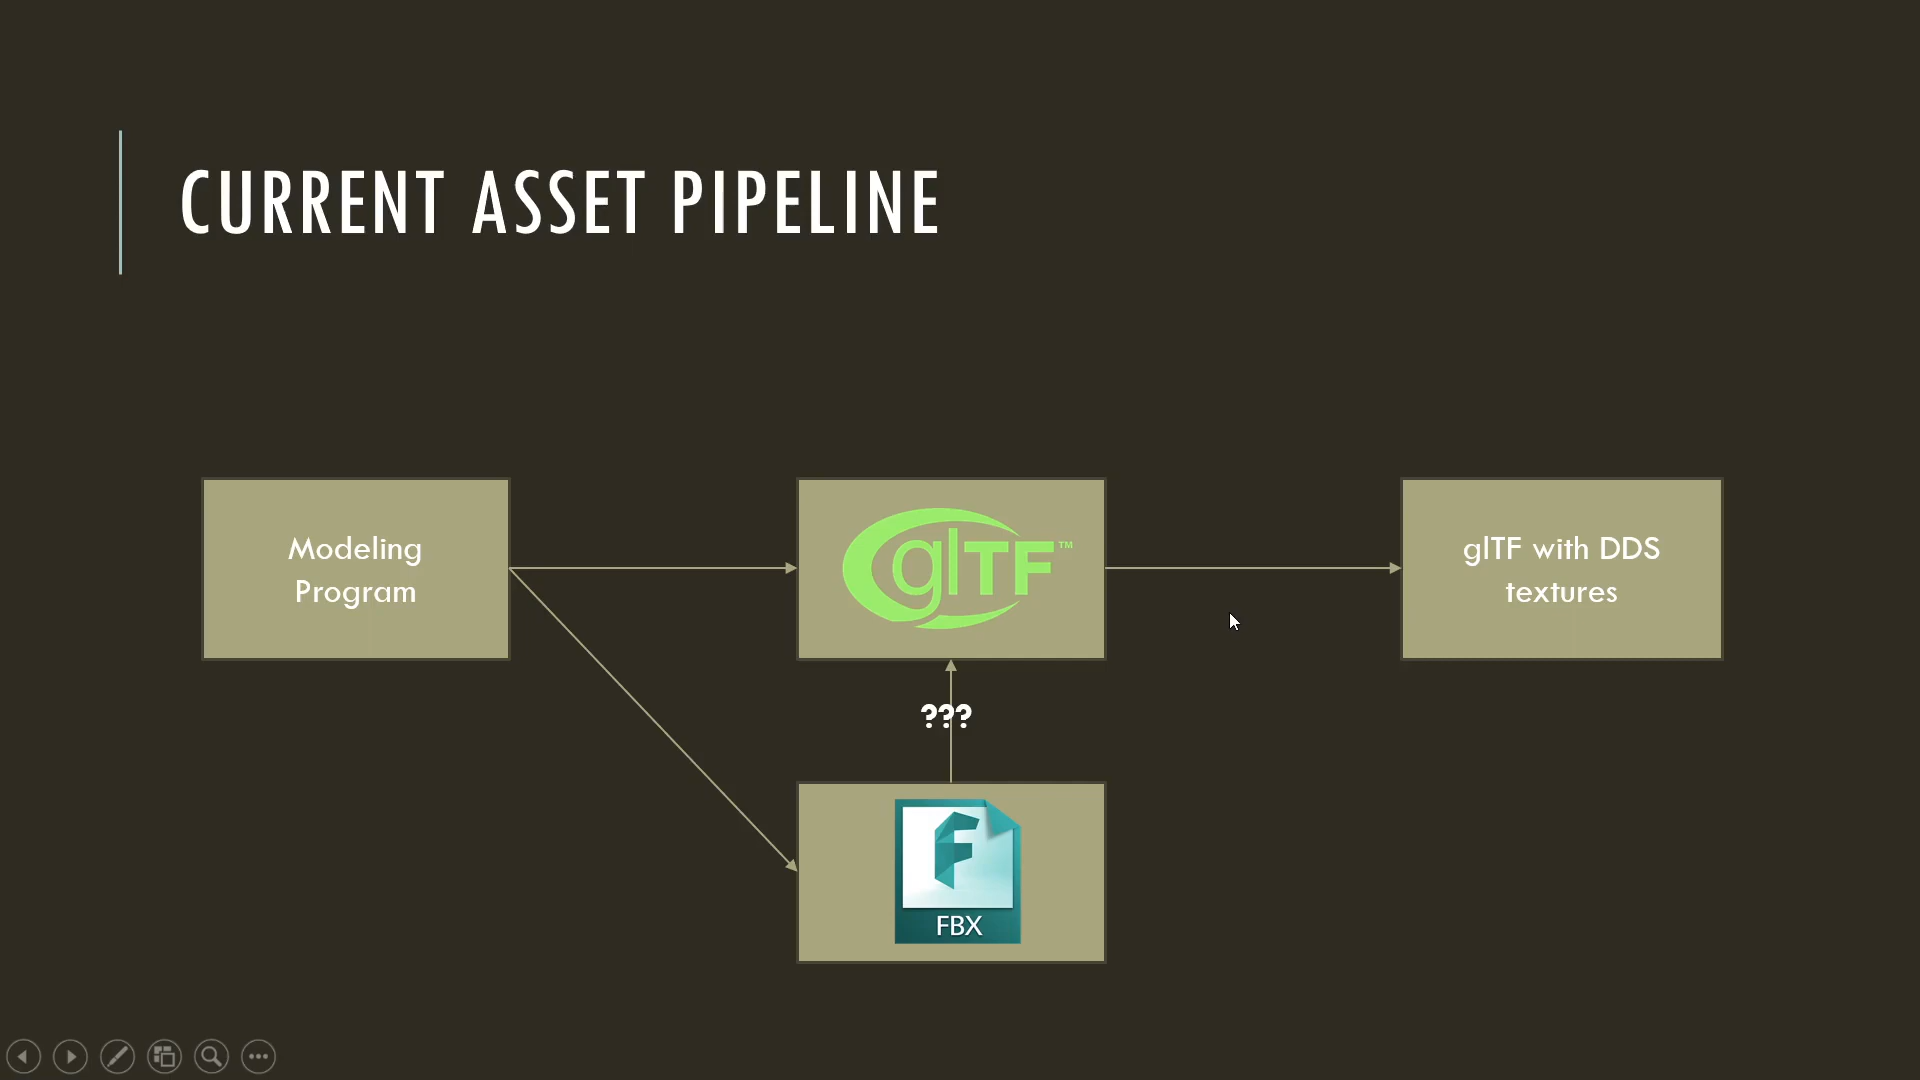 CURRENT ASSET PIPELINE
Modeling
Program
glTF™
glTF with DDS
textures
???
FBX